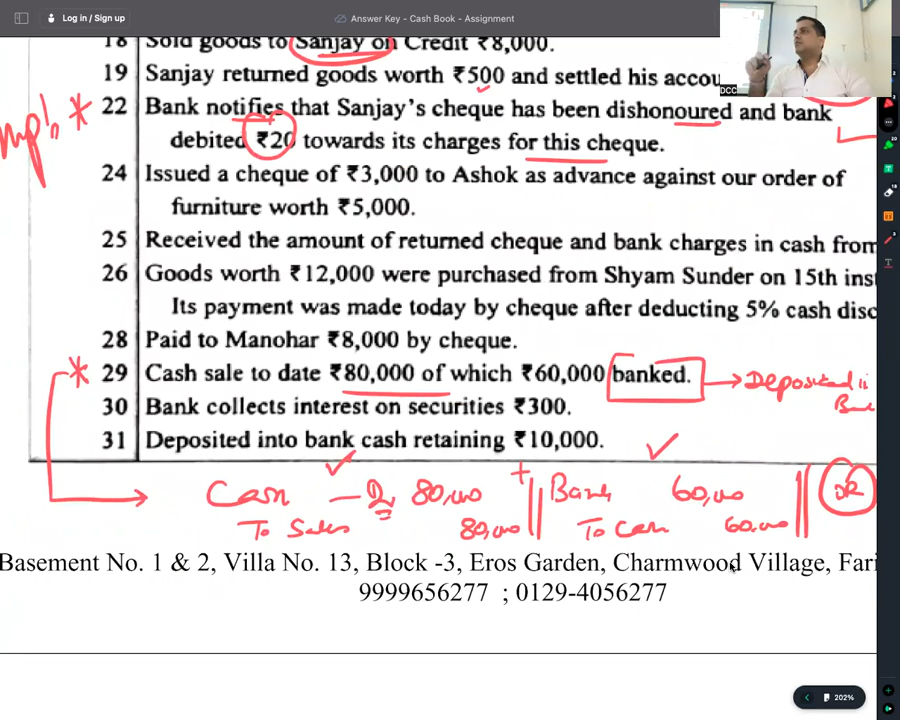 Log in / Sign up
Answer Key - Cash Book - Assignment
18 Sold goods to Sanjay on Credit ₹8,000.
19 Sanjay returned goods worth ₹500 and settled his accou
DCC
22 Bank notifies that Sanjay's cheque has been dishonoured and bank
debited ₹20 towards its charges for this cheque.
24 Issued a cheque of ₹3,000 to Ashok as advance against our order of
furniture worth ₹5,000.
25 Received the amount of returned cheque and bank charges in cash from
26 Goods worth ₹12,000 were purchased from Shyam Sunder on 15th inst
Its payment was made today by cheque after deducting 5% cash disc
28 Paid to Manohar ₹8,000 by cheque.
29 Cash sale to date ₹80,000 of which ₹60,000 banked. → Deposited in
Bank
30 Bank collects interest on securities ₹300.
31 Deposited into bank cash retaining ₹10,000.
Cash - Dr 80,000 + || Bank 60,000 || OR
To Sales 80,000 To Cash 60,000
Basement No. 1 & 2, Villa No. 13, Block -3, Eros Garden, Charmwood Village, Fari
9999656277 ; 0129-4056277
202%